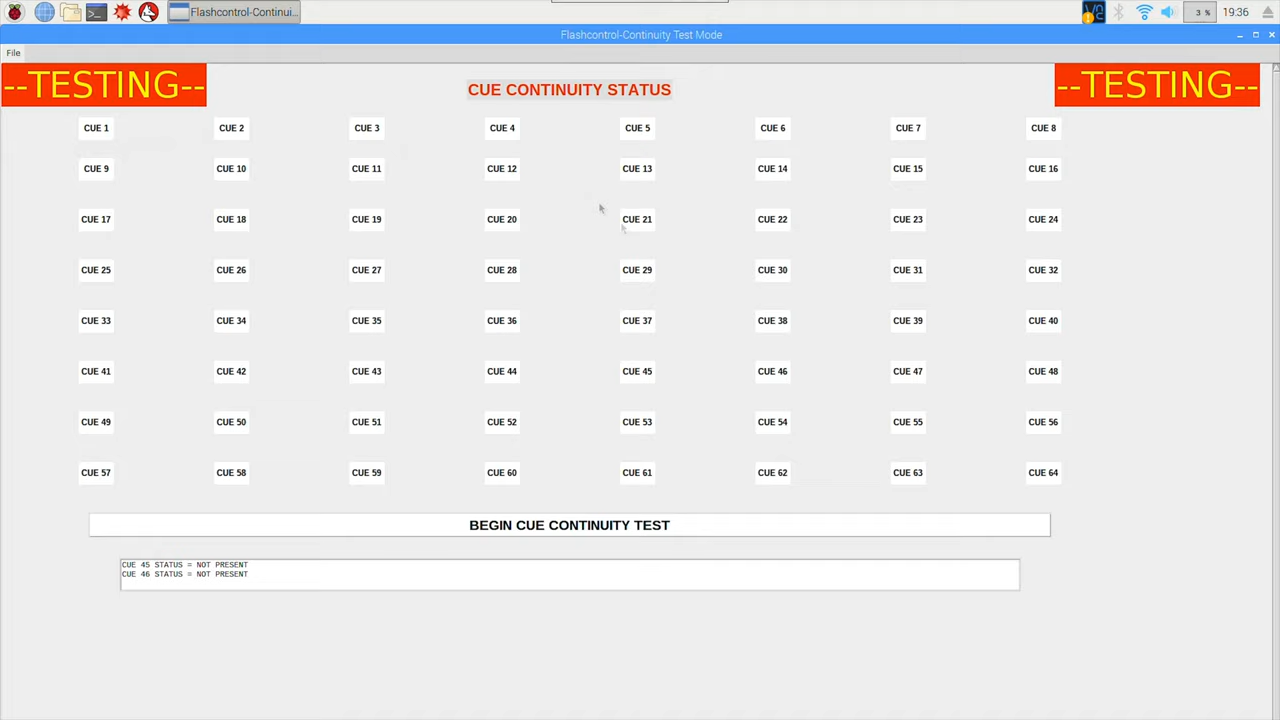 Flashcontrol-Continui...
3 %
19:36
Flashcontrol-Continuity Test Mode
File
--TESTING--
CUE CONTINUITY STATUS
--TESTING--
CUE 1 CUE 2 CUE 3 CUE 4 CUE 5 CUE 6 CUE 7 CUE 8
CUE 9 CUE 10 CUE 11 CUE 12 CUE 13 CUE 14 CUE 15 CUE 16
CUE 17 CUE 18 CUE 19 CUE 20 CUE 21 CUE 22 CUE 23 CUE 24
CUE 25 CUE 26 CUE 27 CUE 28 CUE 29 CUE 30 CUE 31 CUE 32
CUE 33 CUE 34 CUE 35 CUE 36 CUE 37 CUE 38 CUE 39 CUE 40
CUE 41 CUE 42 CUE 43 CUE 44 CUE 45 CUE 46 CUE 47 CUE 48
CUE 49 CUE 50 CUE 51 CUE 52 CUE 53 CUE 54 CUE 55 CUE 56
CUE 57 CUE 58 CUE 59 CUE 60 CUE 61 CUE 62 CUE 63 CUE 64
BEGIN CUE CONTINUITY TEST
CUE 45 STATUS = NOT PRESENT
CUE 46 STATUS = NOT PRESENT